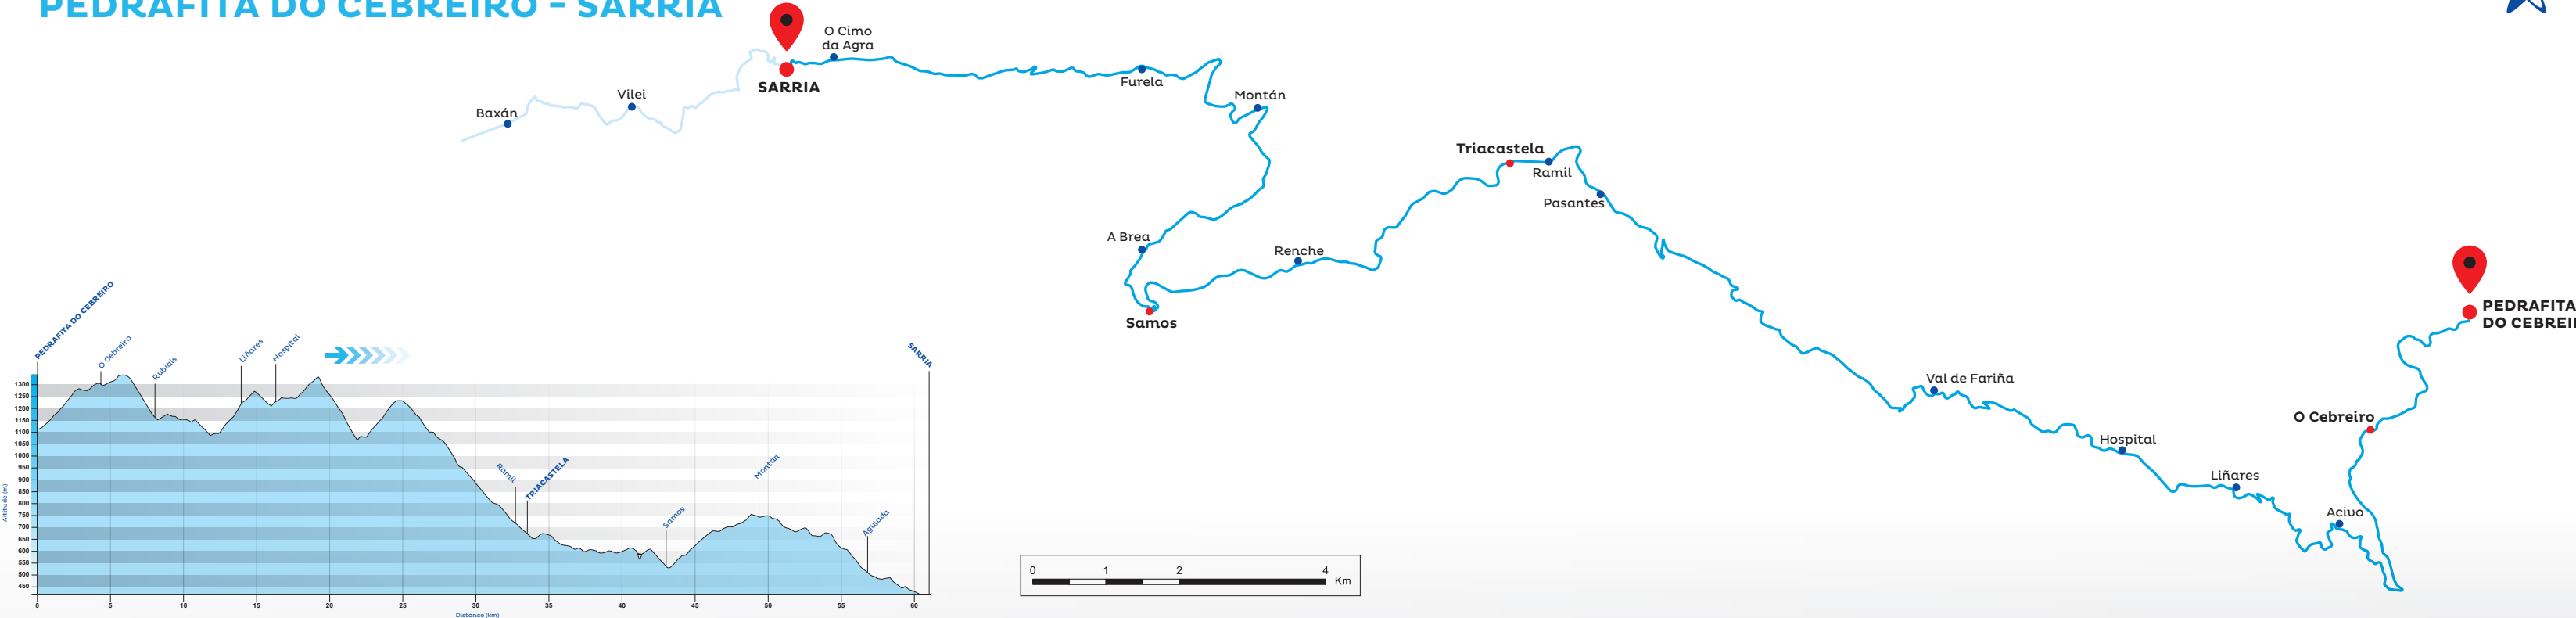 PEDRAFITA DO CEBREIRO – SARRIA
O Cimo
da Agra
SARRIA
Vilei
Baxán
Furela
Montán
Triacastela
Ramil
Pasantes
A Brea
Renche
Samos
PEDRAFITA
DO CEBREI
Val de Fariña
O Cebreiro
Hospital
Liñares
Acivo
PEDRAFITA DO CEBREIRO
O Cebreiro
Rubiais
Liñares
Hospital
SARRIA
Ramil
TRIACASTELA
Samos
Montán
Aguiada
Altitude (m)
1300
1250
1200
1150
1100
1050
1000
950
900
850
800
750
700
650
600
550
500
450
0 5 10 15 20 25 30 35 40 45 50 55 60
Distance (km)
0 1 2 4 Km